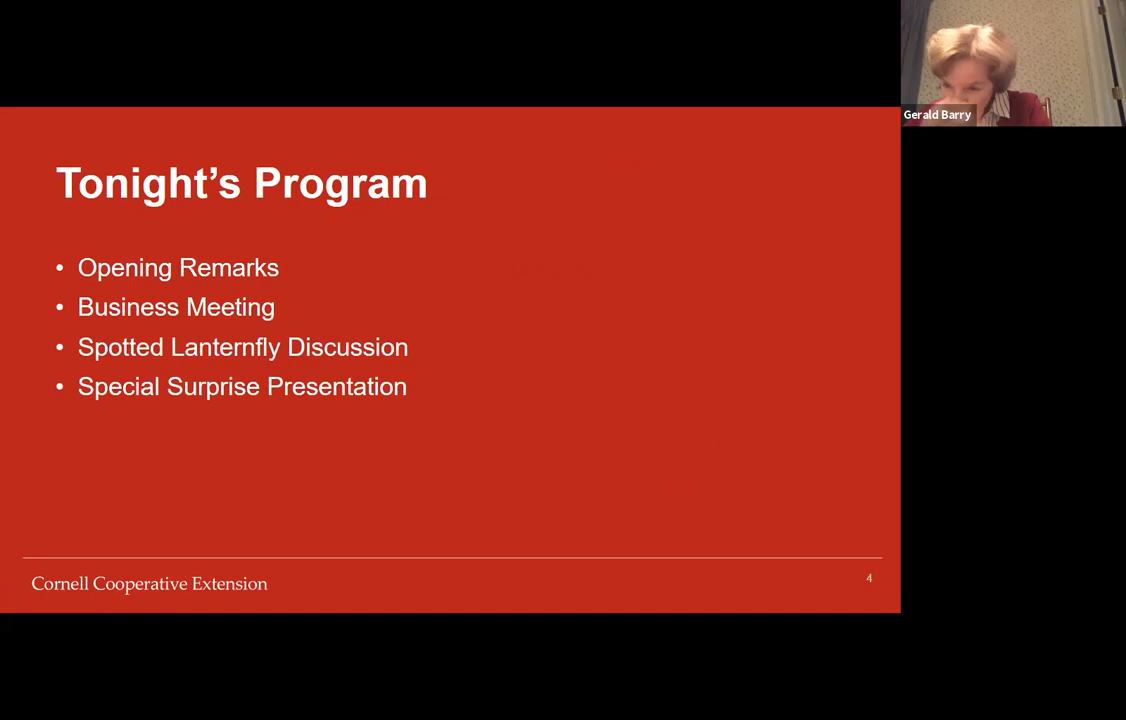 Gerald Barry
Tonight’s Program
• Opening Remarks
• Business Meeting
• Spotted Lanternfly Discussion
• Special Surprise Presentation
Cornell Cooperative Extension
4